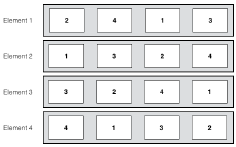 Element 1 2 4 1 3
Element 2 1 3 2 4
Element 3 3 2 4 1
Element 4 4 1 3 2